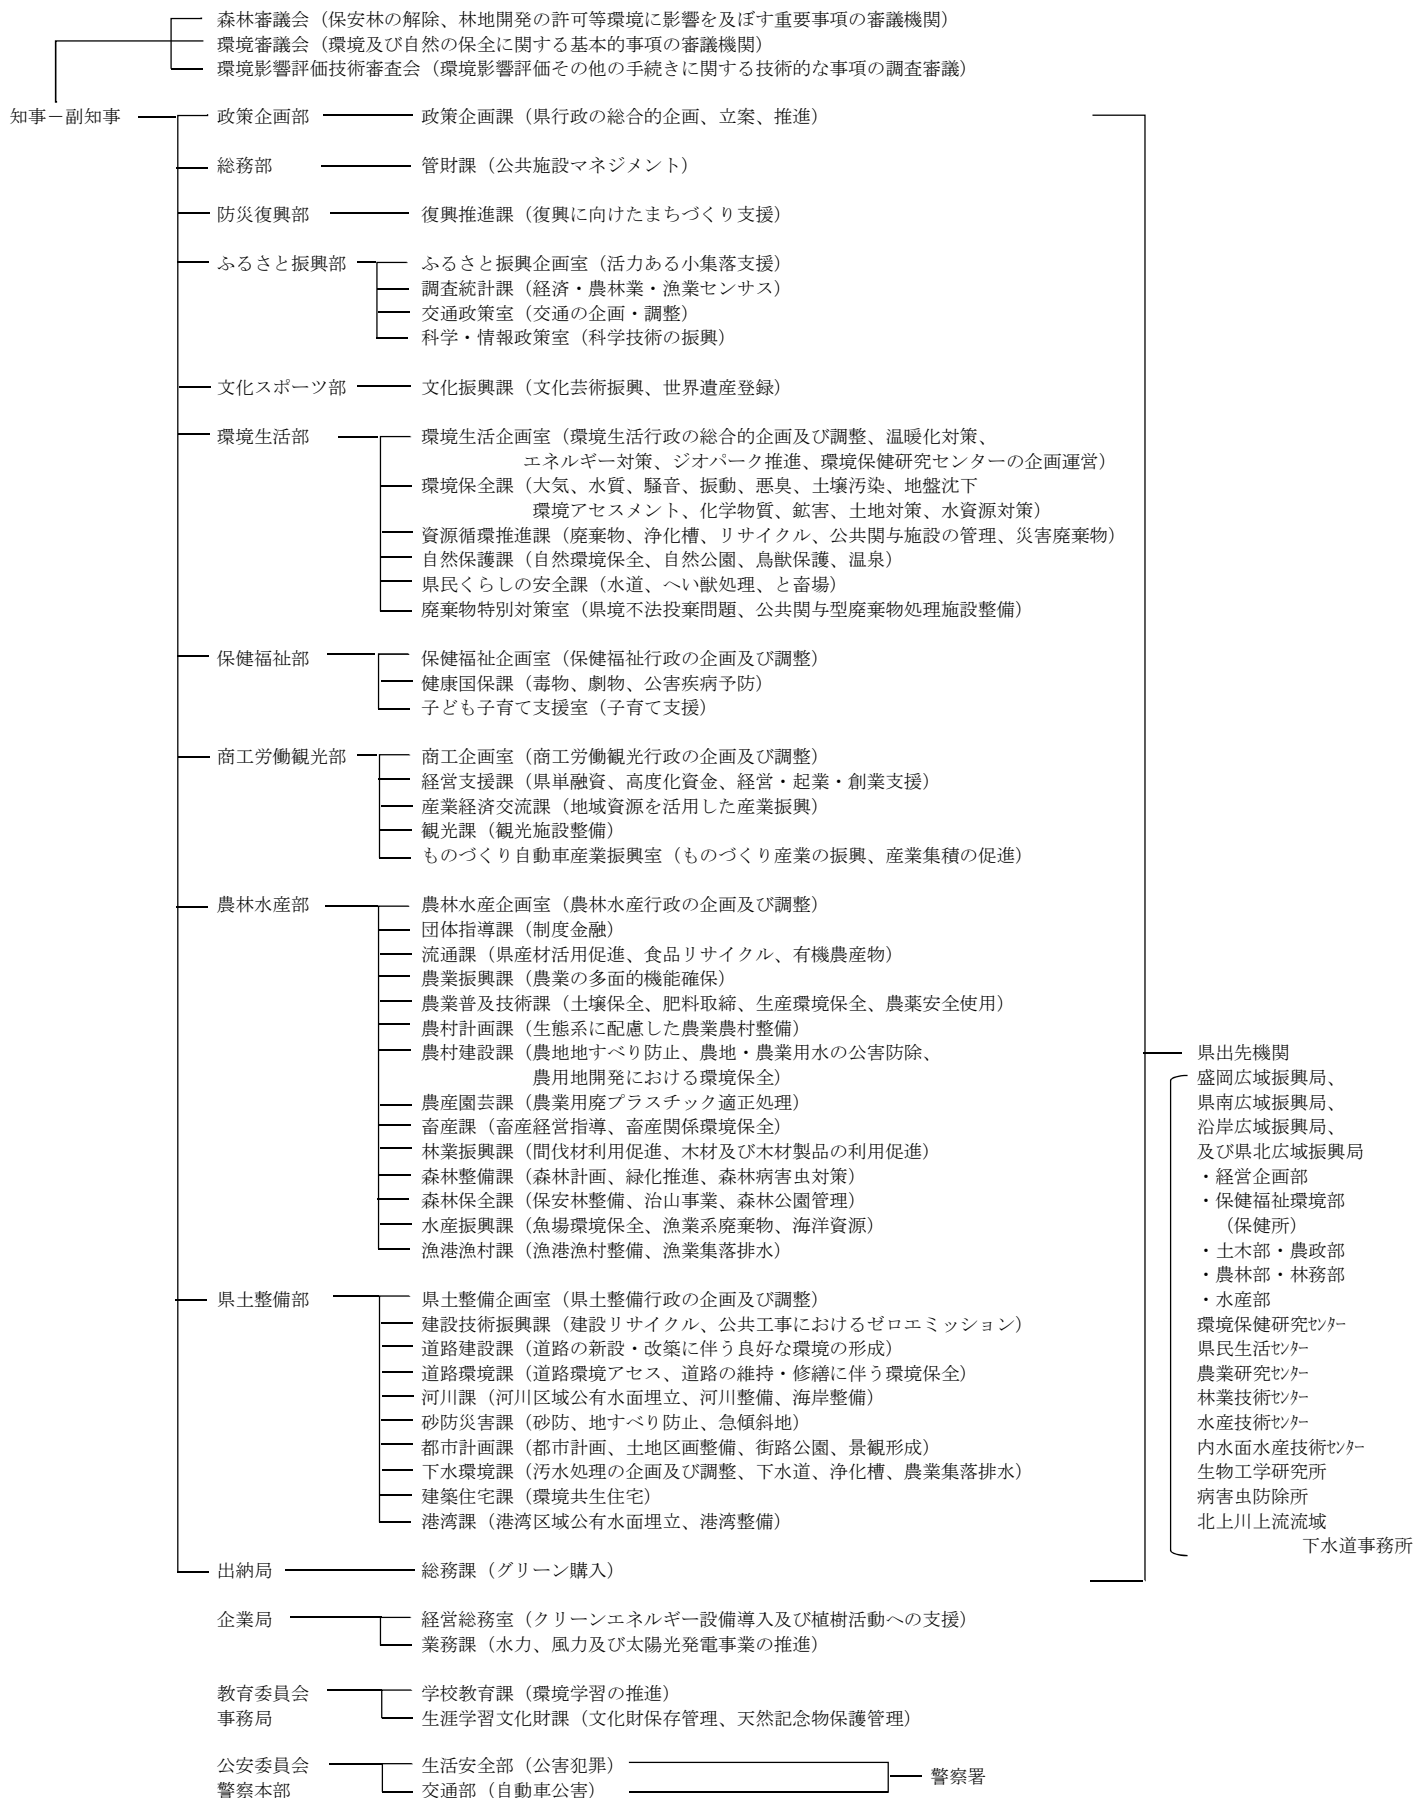 森林審議会（保安林の解除、林地開発の許可等環境に影響を及ぼす重要事項の審議機関）
環境審議会（環境及び自然の保全に関する基本的事項の審議機関）
環境影響評価技術審査会（環境影響評価その他の手続きに関する技術的な事項の調査審議）
知事－副知事
政策企画部 政策企画課（県行政の総合的企画、立案、推進）
総務部 管財課（公共施設マネジメント）
防災復興部 復興推進課（復興に向けたまちづくり支援）
ふるさと振興部 ふるさと振興企画室（活力ある小集落支援）
調査統計課（経済・農林業・漁業センサス）
交通政策室（交通の企画・調整）
科学・情報政策室（科学技術の振興）
文化スポーツ部 文化振興課（文化芸術振興、世界遺産登録）
環境生活部 環境生活企画室（環境生活行政の総合的企画及び調整、温暖化対策、
エネルギー対策、ジオパーク推進、環境保健研究センターの企画運営）
環境保全課（大気、水質、騒音、振動、悪臭、土壌汚染、地盤沈下
環境アセスメント、化学物質、鉱害、土地対策、水資源対策）
資源循環推進課（廃棄物、浄化槽、リサイクル、公共関与施設の管理、災害廃棄物）
自然保護課（自然環境保全、自然公園、鳥獣保護、温泉）
県民くらしの安全課（水道、へい獣処理、と畜場）
廃棄物特別対策室（県境不法投棄問題、公共関与型廃棄物処理施設整備）
保健福祉部 保健福祉企画室（保健福祉行政の企画及び調整）
健康国保課（毒物、劇物、公害疾病予防）
子ども子育て支援室（子育て支援）
商工労働観光部 商工企画室（商工労働観光行政の企画及び調整）
経営支援課（県単融資、高度化資金、経営・起業・創業支援）
産業経済交流課（地域資源を活用した産業振興）
観光課（観光施設整備）
ものづくり自動車産業振興室（ものづくり産業の振興、産業集積の促進）
農林水産部 農林水産企画室（農林水産行政の企画及び調整）
団体指導課（制度金融）
流通課（県産材活用促進、食品リサイクル、有機農産物）
農業振興課（農業の多面的機能確保）
農業普及技術課（土壌保全、肥料取締、生産環境保全、農薬安全使用）
農村計画課（生態系に配慮した農業農村整備）
農村建設課（農地地すべり防止、農地・農業用水の公害防除、
農用地開発における環境保全）
農産園芸課（農業用廃プラスチック適正処理）
畜産課（畜産経営指導、畜産関係環境保全）
林業振興課（間伐材利用促進、木材及び木材製品の利用促進）
森林整備課（森林計画、緑化推進、森林病害虫対策）
森林保全課（保安林整備、治山事業、森林公園管理）
水産振興課（魚場環境保全、漁業系廃棄物、海洋資源）
漁港漁村課（漁港漁村整備、漁業集落排水）
県土整備部 県土整備企画室（県土整備行政の企画及び調整）
建設技術振興課（建設リサイクル、公共工事におけるゼロエミッション）
道路建設課（道路の新設・改築に伴う良好な環境の形成）
道路環境課（道路環境アセス、道路の維持・修繕に伴う環境保全）
河川課（河川区域公有水面埋立、河川整備、海岸整備）
砂防災害課（砂防、地すべり防止、急傾斜地）
都市計画課（都市計画、土地区画整備、街路公園、景観形成）
下水環境課（汚水処理の企画及び調整、下水道、浄化槽、農業集落排水）
建築住宅課（環境共生住宅）
港湾課（港湾区域公有水面埋立、港湾整備）
出納局 総務課（グリーン購入）
企業局 経営総務室（クリーンエネルギー設備導入及び植樹活動への支援）
業務課（水力、風力及び太陽光発電事業の推進）
教育委員会 学校教育課（環境学習の推進）
事務局 生涯学習文化財課（文化財保存管理、天然記念物保護管理）
公安委員会 生活安全部（公害犯罪）
警察本部 交通部（自動車公害）
警察署
県出先機関
盛岡広域振興局、
県南広域振興局、
沿岸広域振興局、
及び県北広域振興局
・経営企画部
・保健福祉環境部
（保健所）
・土木部・農政部
・農林部・林務部
・水産部
環境保健研究ｾﾝﾀｰ
県民生活ｾﾝﾀｰ
農業研究ｾﾝﾀｰ
林業技術ｾﾝﾀｰ
水産技術ｾﾝﾀｰ
内水面水産技術ｾﾝﾀｰ
生物工学研究所
病害虫防除所
北上川上流流域
下水道事務所